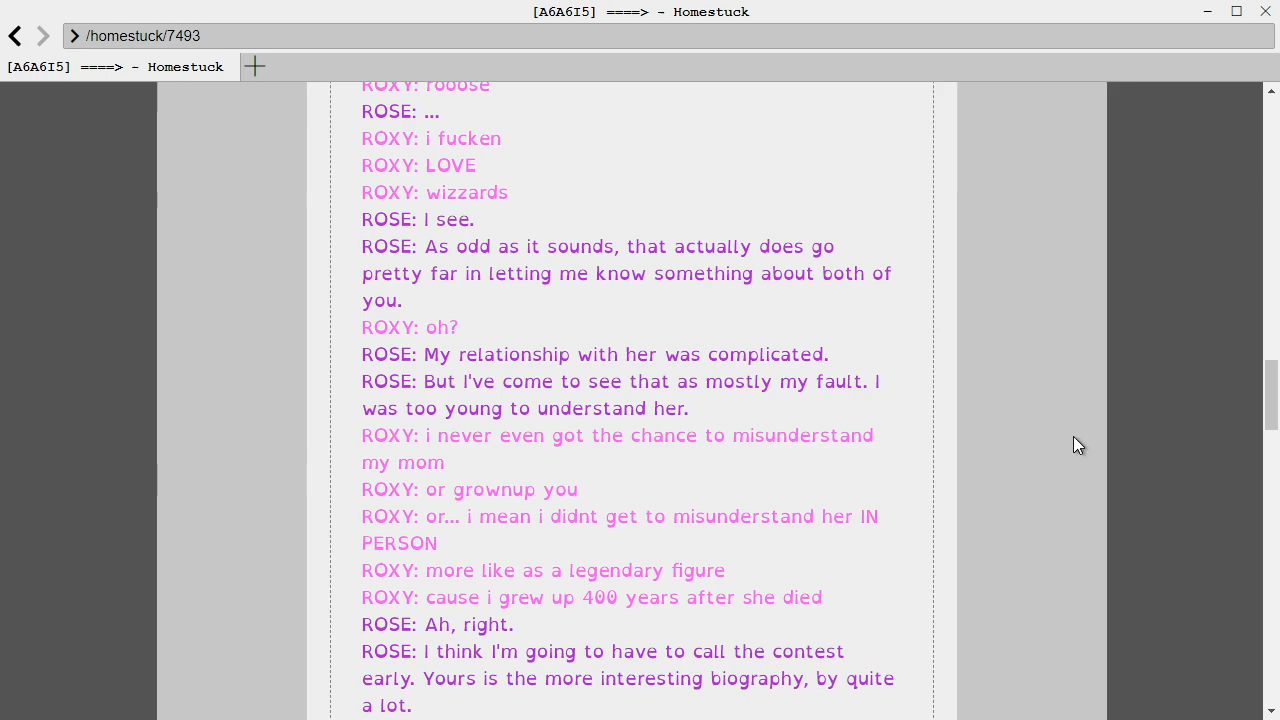 [A6A6I5] ====> - Homestuck
/homestuck/7493
[A6A6I5] ====> - Homestuck
ROXY: rooose
ROSE: ...
ROXY: i fucken
ROXY: LOVE
ROXY: wizzards
ROSE: I see.
ROSE: As odd as it sounds, that actually does go
pretty far in letting me know something about both of
you.
ROXY: oh?
ROSE: My relationship with her was complicated.
ROSE: But I've come to see that as mostly my fault. I
was too young to understand her.
ROXY: i never even got the chance to misunderstand
my mom
ROXY: or grownup you
ROXY: or... i mean i didnt get to misunderstand her IN
PERSON
ROXY: more like as a legendary figure
ROXY: cause i grew up 400 years after she died
ROSE: Ah, right.
ROSE: I think I'm going to have to call the contest
early. Yours is the more interesting biography, by quite
a lot.